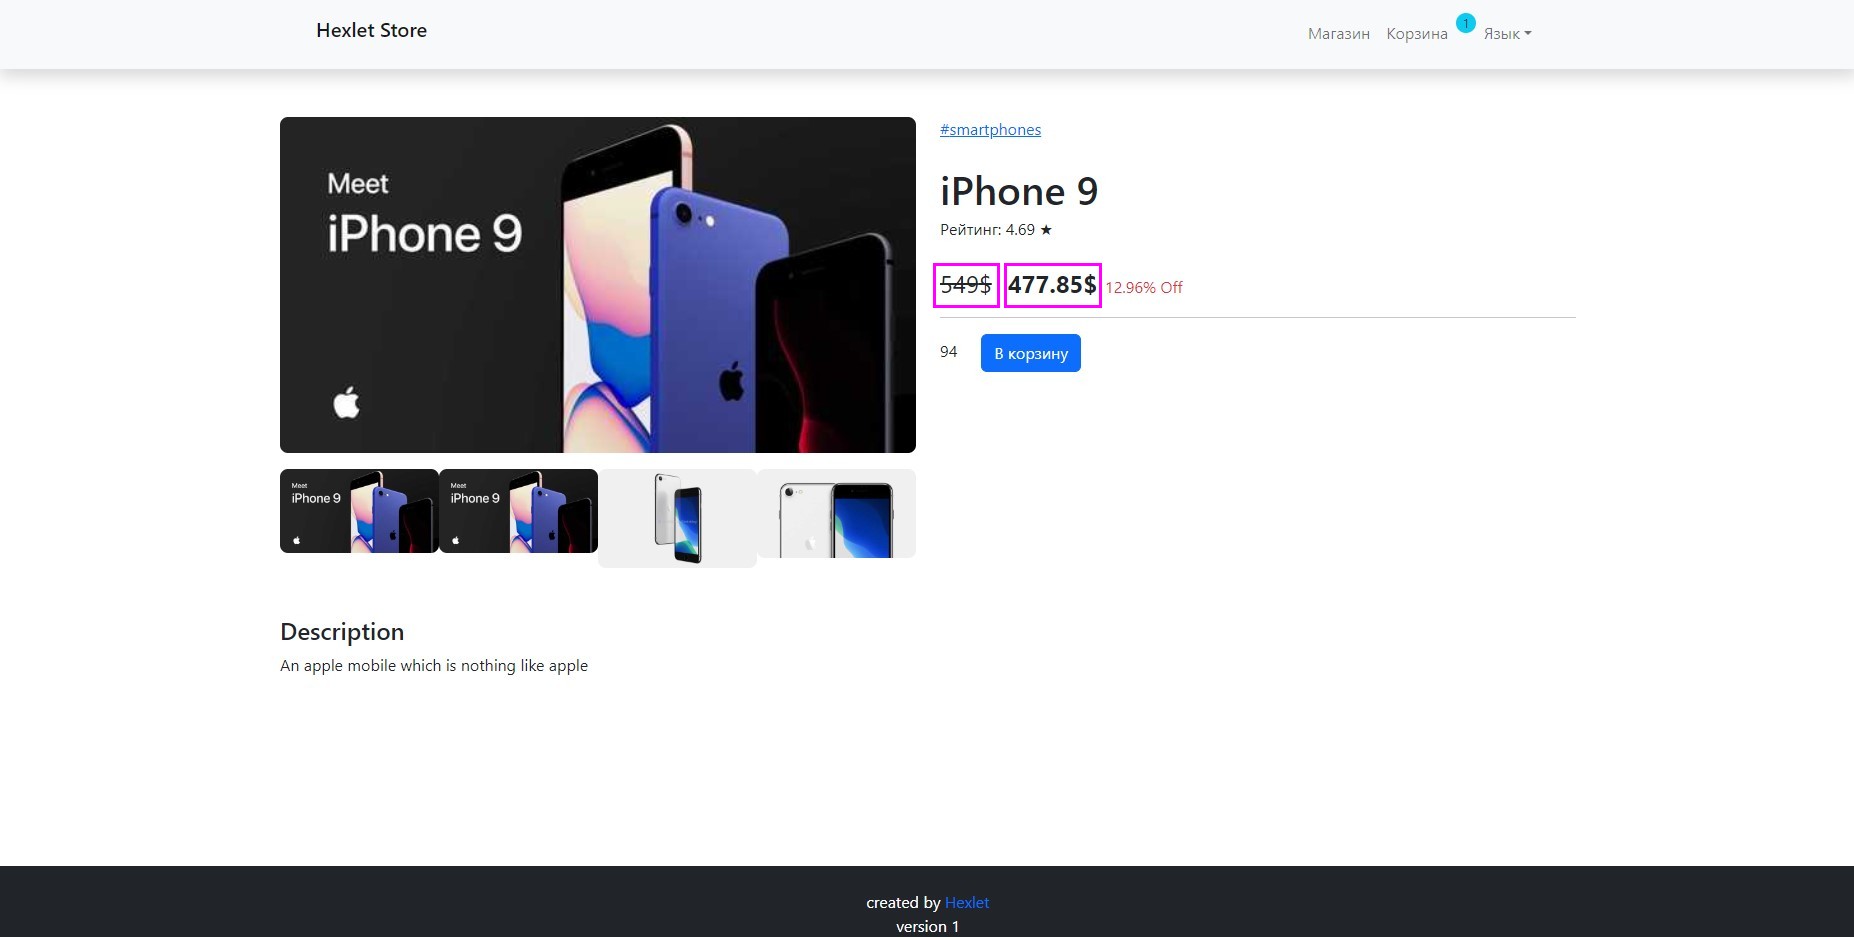 Hexlet Store
Магазин Корзина 1 Язык
Meet
iPhone 9
#smartphones
iPhone 9
Рейтинг: 4.69 ★
549$ 477.85$ 12.96% Off
94 В корзину
Meet
iPhone 9
Meet
iPhone 9
Description
An apple mobile which is nothing like apple
created by Hexlet
version 1